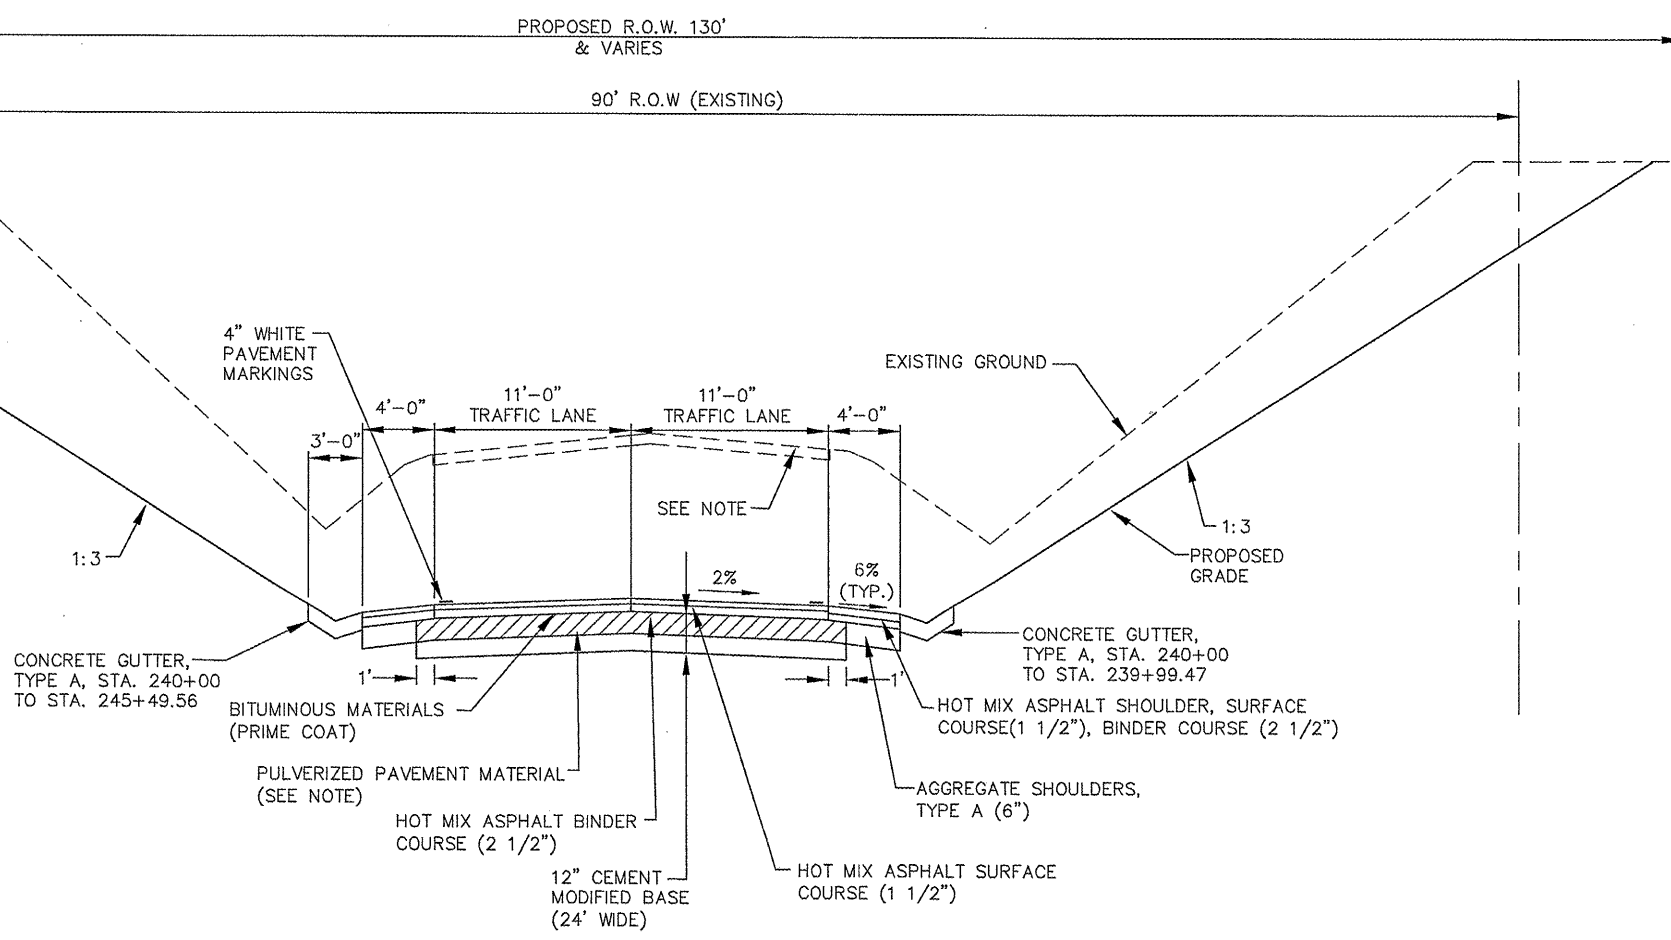 PROPOSED R.O.W. 130'
& VARIES
90' R.O.W (EXISTING)
4" WHITE
PAVEMENT
MARKINGS
EXISTING GROUND
11'-0"
TRAFFIC LANE
11'-0"
TRAFFIC LANE
4'-0"
4'-0"
3'-0"
SEE NOTE
1:3
1:3
PROPOSED
GRADE
2%
6%
(TYP.)
CONCRETE GUTTER,
TYPE A, STA. 240+00
TO STA. 245+49.56
CONCRETE GUTTER,
TYPE A, STA. 240+00
TO STA. 239+99.47
1'
1'
BITUMINOUS MATERIALS
(PRIME COAT)
HOT MIX ASPHALT SHOULDER, SURFACE
COURSE(1 1/2"), BINDER COURSE (2 1/2")
PULVERIZED PAVEMENT MATERIAL
(SEE NOTE)
AGGREGATE SHOULDERS,
TYPE A (6")
HOT MIX ASPHALT BINDER
COURSE (2 1/2")
12" CEMENT
MODIFIED BASE
(24' WIDE)
HOT MIX ASPHALT SURFACE
COURSE (1 1/2")